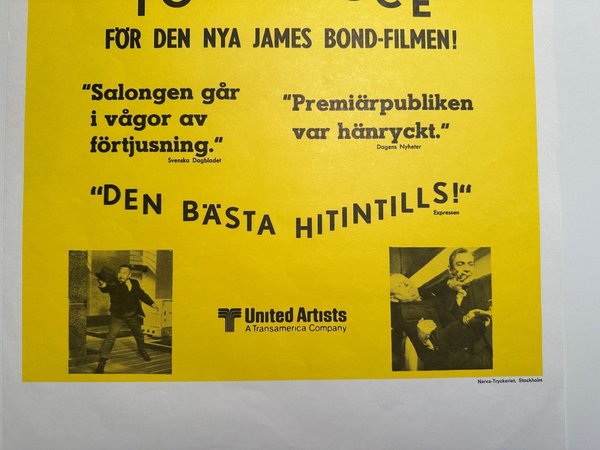 FÖR DEN NYA JAMES BOND-FILMEN!
"Salongen går
i vågor av
förtjusning."
Svenska Dagbladet
"Premiärpubliken
var hänryckt."
Dagens Nyheter
"DEN BÄSTA HITINTILLS!"
Expressen
United Artists
A Transamerica Company
Narva-Tryckeriet, Stockholm